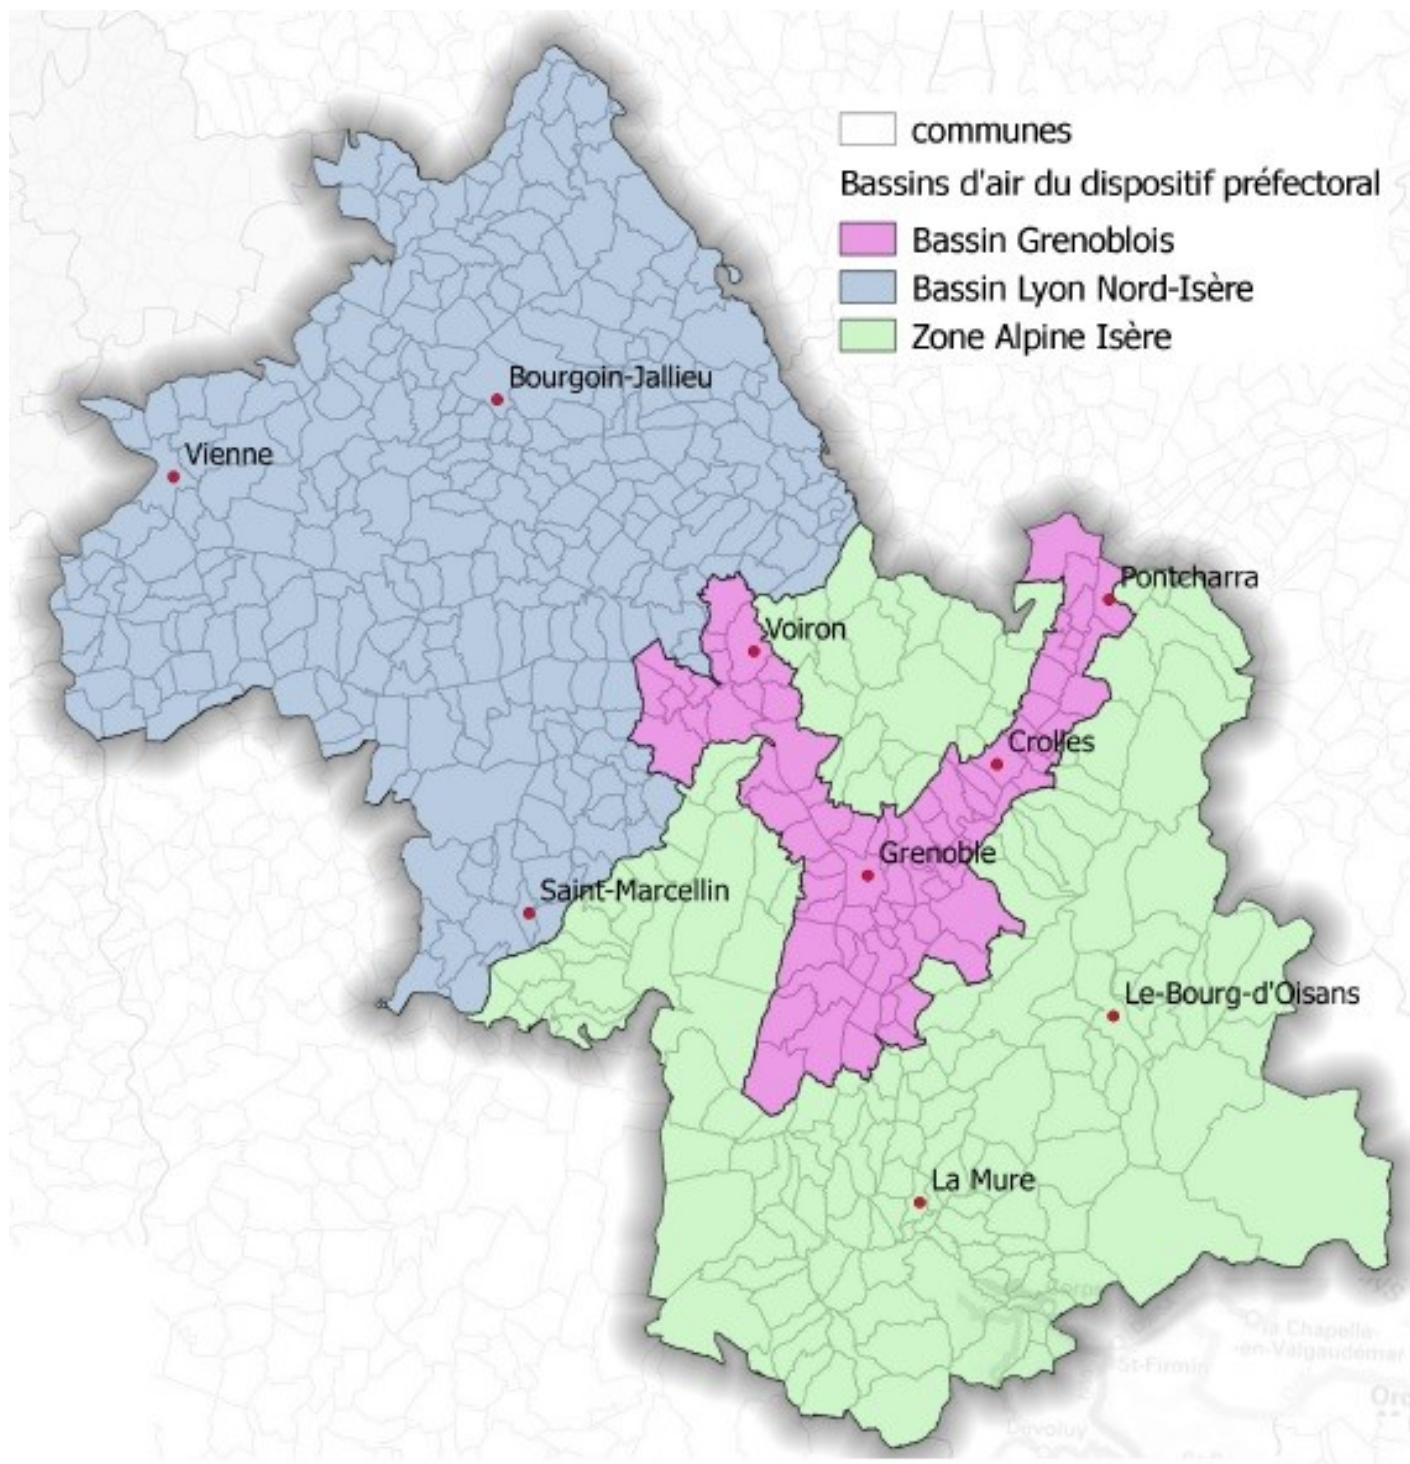 communes
Bassins d'air du dispositif préfectoral
Bassin Grenoblois
Bassin Lyon Nord-Isère
Zone Alpine Isère
Bourgoin-Jallieu
Vienne
Pontcharra
Voiron
Crolles
Grenoble
Saint-Marcellin
Le-Bourg-d'Oisans
La Mure
la Chapelle-
-en-Valgaudémar
St-Firmin
Dévoluy